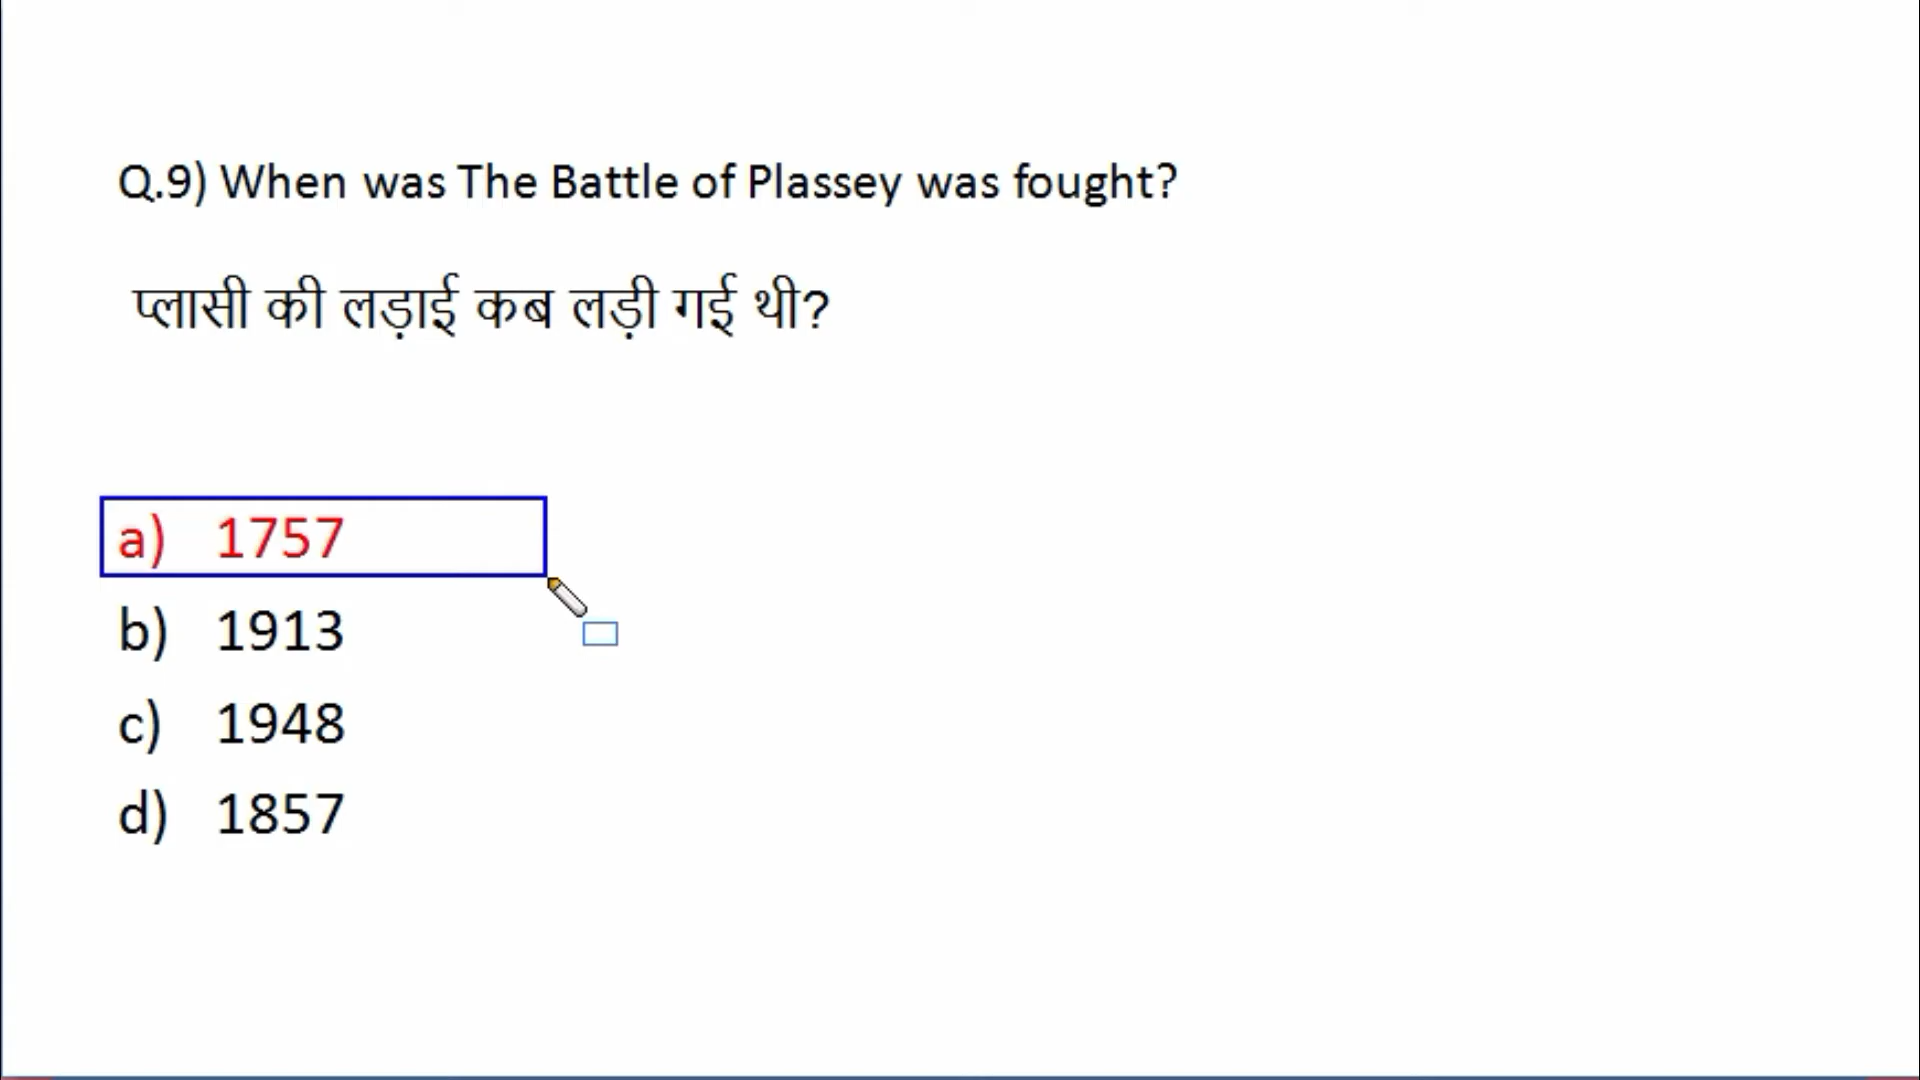 Q.9) When was The Battle of Plassey was fought?
प्लासी की लड़ाई कब लड़ी गई थी?
a) 1757
b) 1913
c) 1948
d) 1857